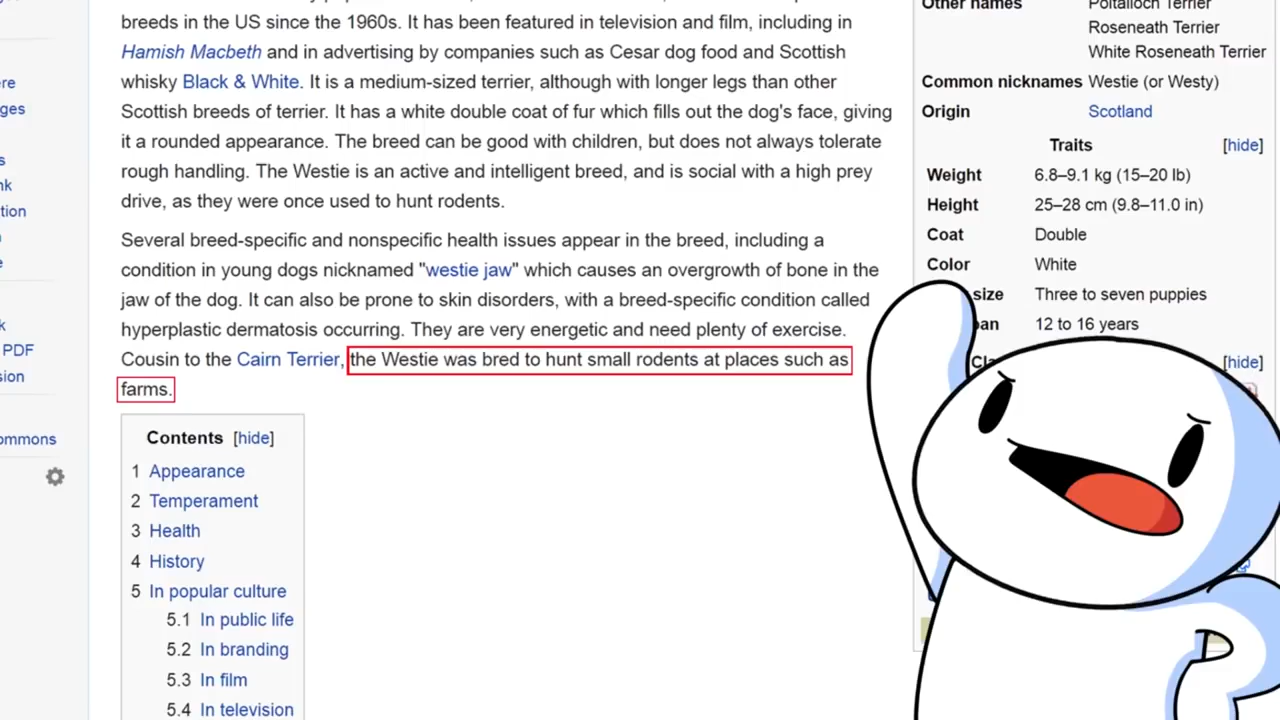 breeds in the US since the 1960s. It has been featured in television and film, including in
Hamish Macbeth and in advertising by companies such as Cesar dog food and Scottish
whisky Black & White. It is a medium-sized terrier, although with longer legs than other
Scottish breeds of terrier. It has a white double coat of fur which fills out the dog's face, giving
it a rounded appearance. The breed can be good with children, but does not always tolerate
rough handling. The Westie is an active and intelligent breed, and is social with a high prey
drive, as they were once used to hunt rodents.
Several breed-specific and nonspecific health issues appear in the breed, including a
condition in young dogs nicknamed "westie jaw" which causes an overgrowth of bone in the
jaw of the dog. It can also be prone to skin disorders, with a breed-specific condition called
hyperplastic dermatosis occurring. They are very energetic and need plenty of exercise.
Cousin to the Cairn Terrier, the Westie was bred to hunt small rodents at places such as
farms.
Contents [hide]
1 Appearance
2 Temperament
3 Health
4 History
5 In popular culture
5.1 In public life
5.2 In branding
5.3 In film
5.4 In television
Other names Poltalloch Terrier
Roseneath Terrier
White Roseneath Terrier
Common nicknames Westie (or Westy)
Origin Scotland
Traits [hide]
Weight 6.8–9.1 kg (15–20 lb)
Height 25–28 cm (9.8–11.0 in)
Coat Double
Color White
size Three to seven puppies
an 12 to 16 years
Cla [hide]
ere
ges
s
nk
tion
e
k
PDF
sion
ommons